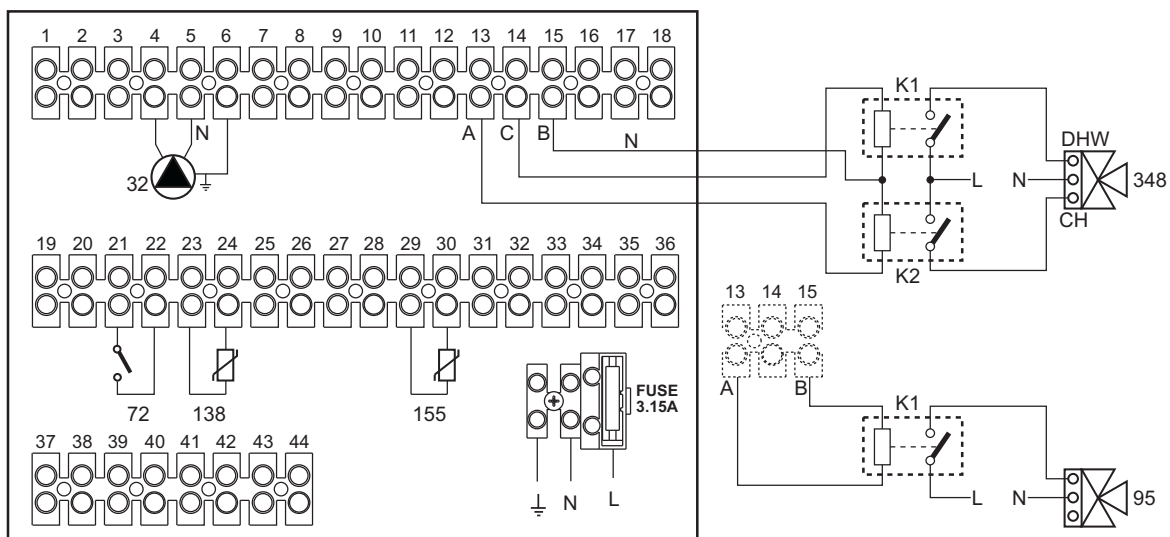 1 2 3 4 5 6 7 8 9 10 11 12 13 14 15 16 17 18
K1
N
A C B
N
DHW
32
L
N
348
CH
K2
19 20 21 22 23 24 25 26 27 28 29 30 31 32 33 34 35 36
13 14 15
FUSE
3.15A
A
B
72
138
155
K1
37 38 39 40 41 42 43 44
N
L
L
N
95